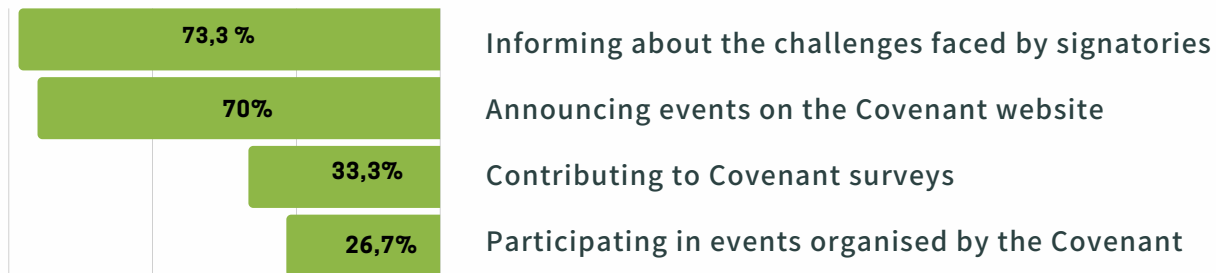 73,3 % Informing about the challenges faced by signatories
70% Announcing events on the Covenant website
33,3% Contributing to Covenant surveys
26,7% Participating in events organised by the Covenant